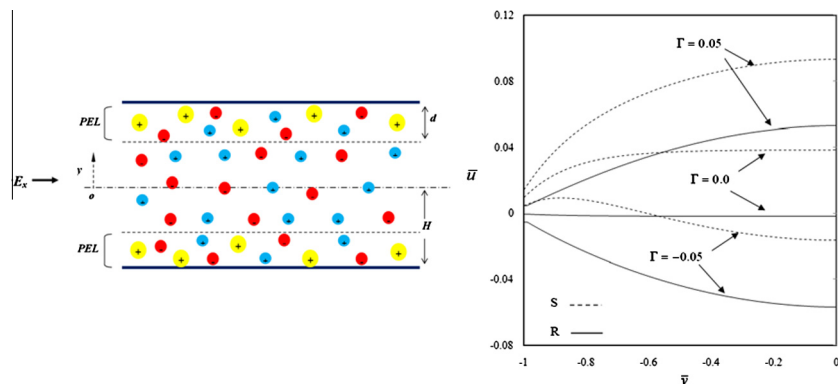 PEL
d
y
E_x
o
H
PEL
+ + + + + +
+ + + + + +
0.12
0.08
0.04
0
-0.04
-0.08
ū
Γ = 0.05
Γ = 0.0
Γ = −0.05
S
R
-1 -0.8 -0.6 -0.4 -0.2 0
ȳ